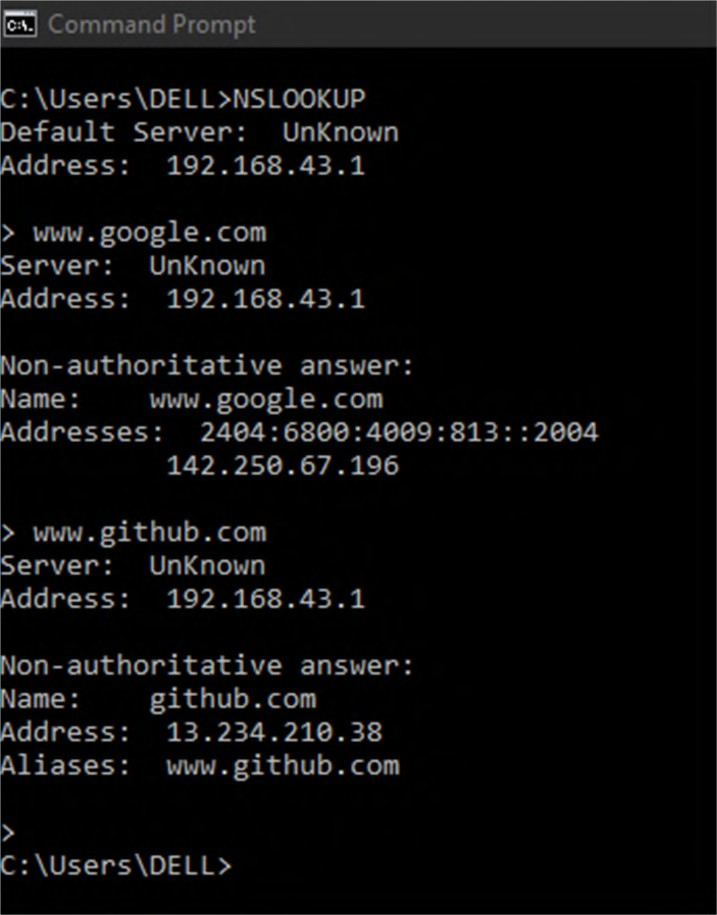 Command Prompt
C:\Users\DELL>NSLOOKUP
Default Server:  UnKnown
Address:  192.168.43.1
> www.google.com
Server:  UnKnown
Address:  192.168.43.1
Non-authoritative answer:
Name:    www.google.com
Addresses:  2404:6800:4009:813::2004
          142.250.67.196
> www.github.com
Server:  UnKnown
Address:  192.168.43.1
Non-authoritative answer:
Name:    github.com
Address:  13.234.210.38
Aliases:  www.github.com
>
C:\Users\DELL>